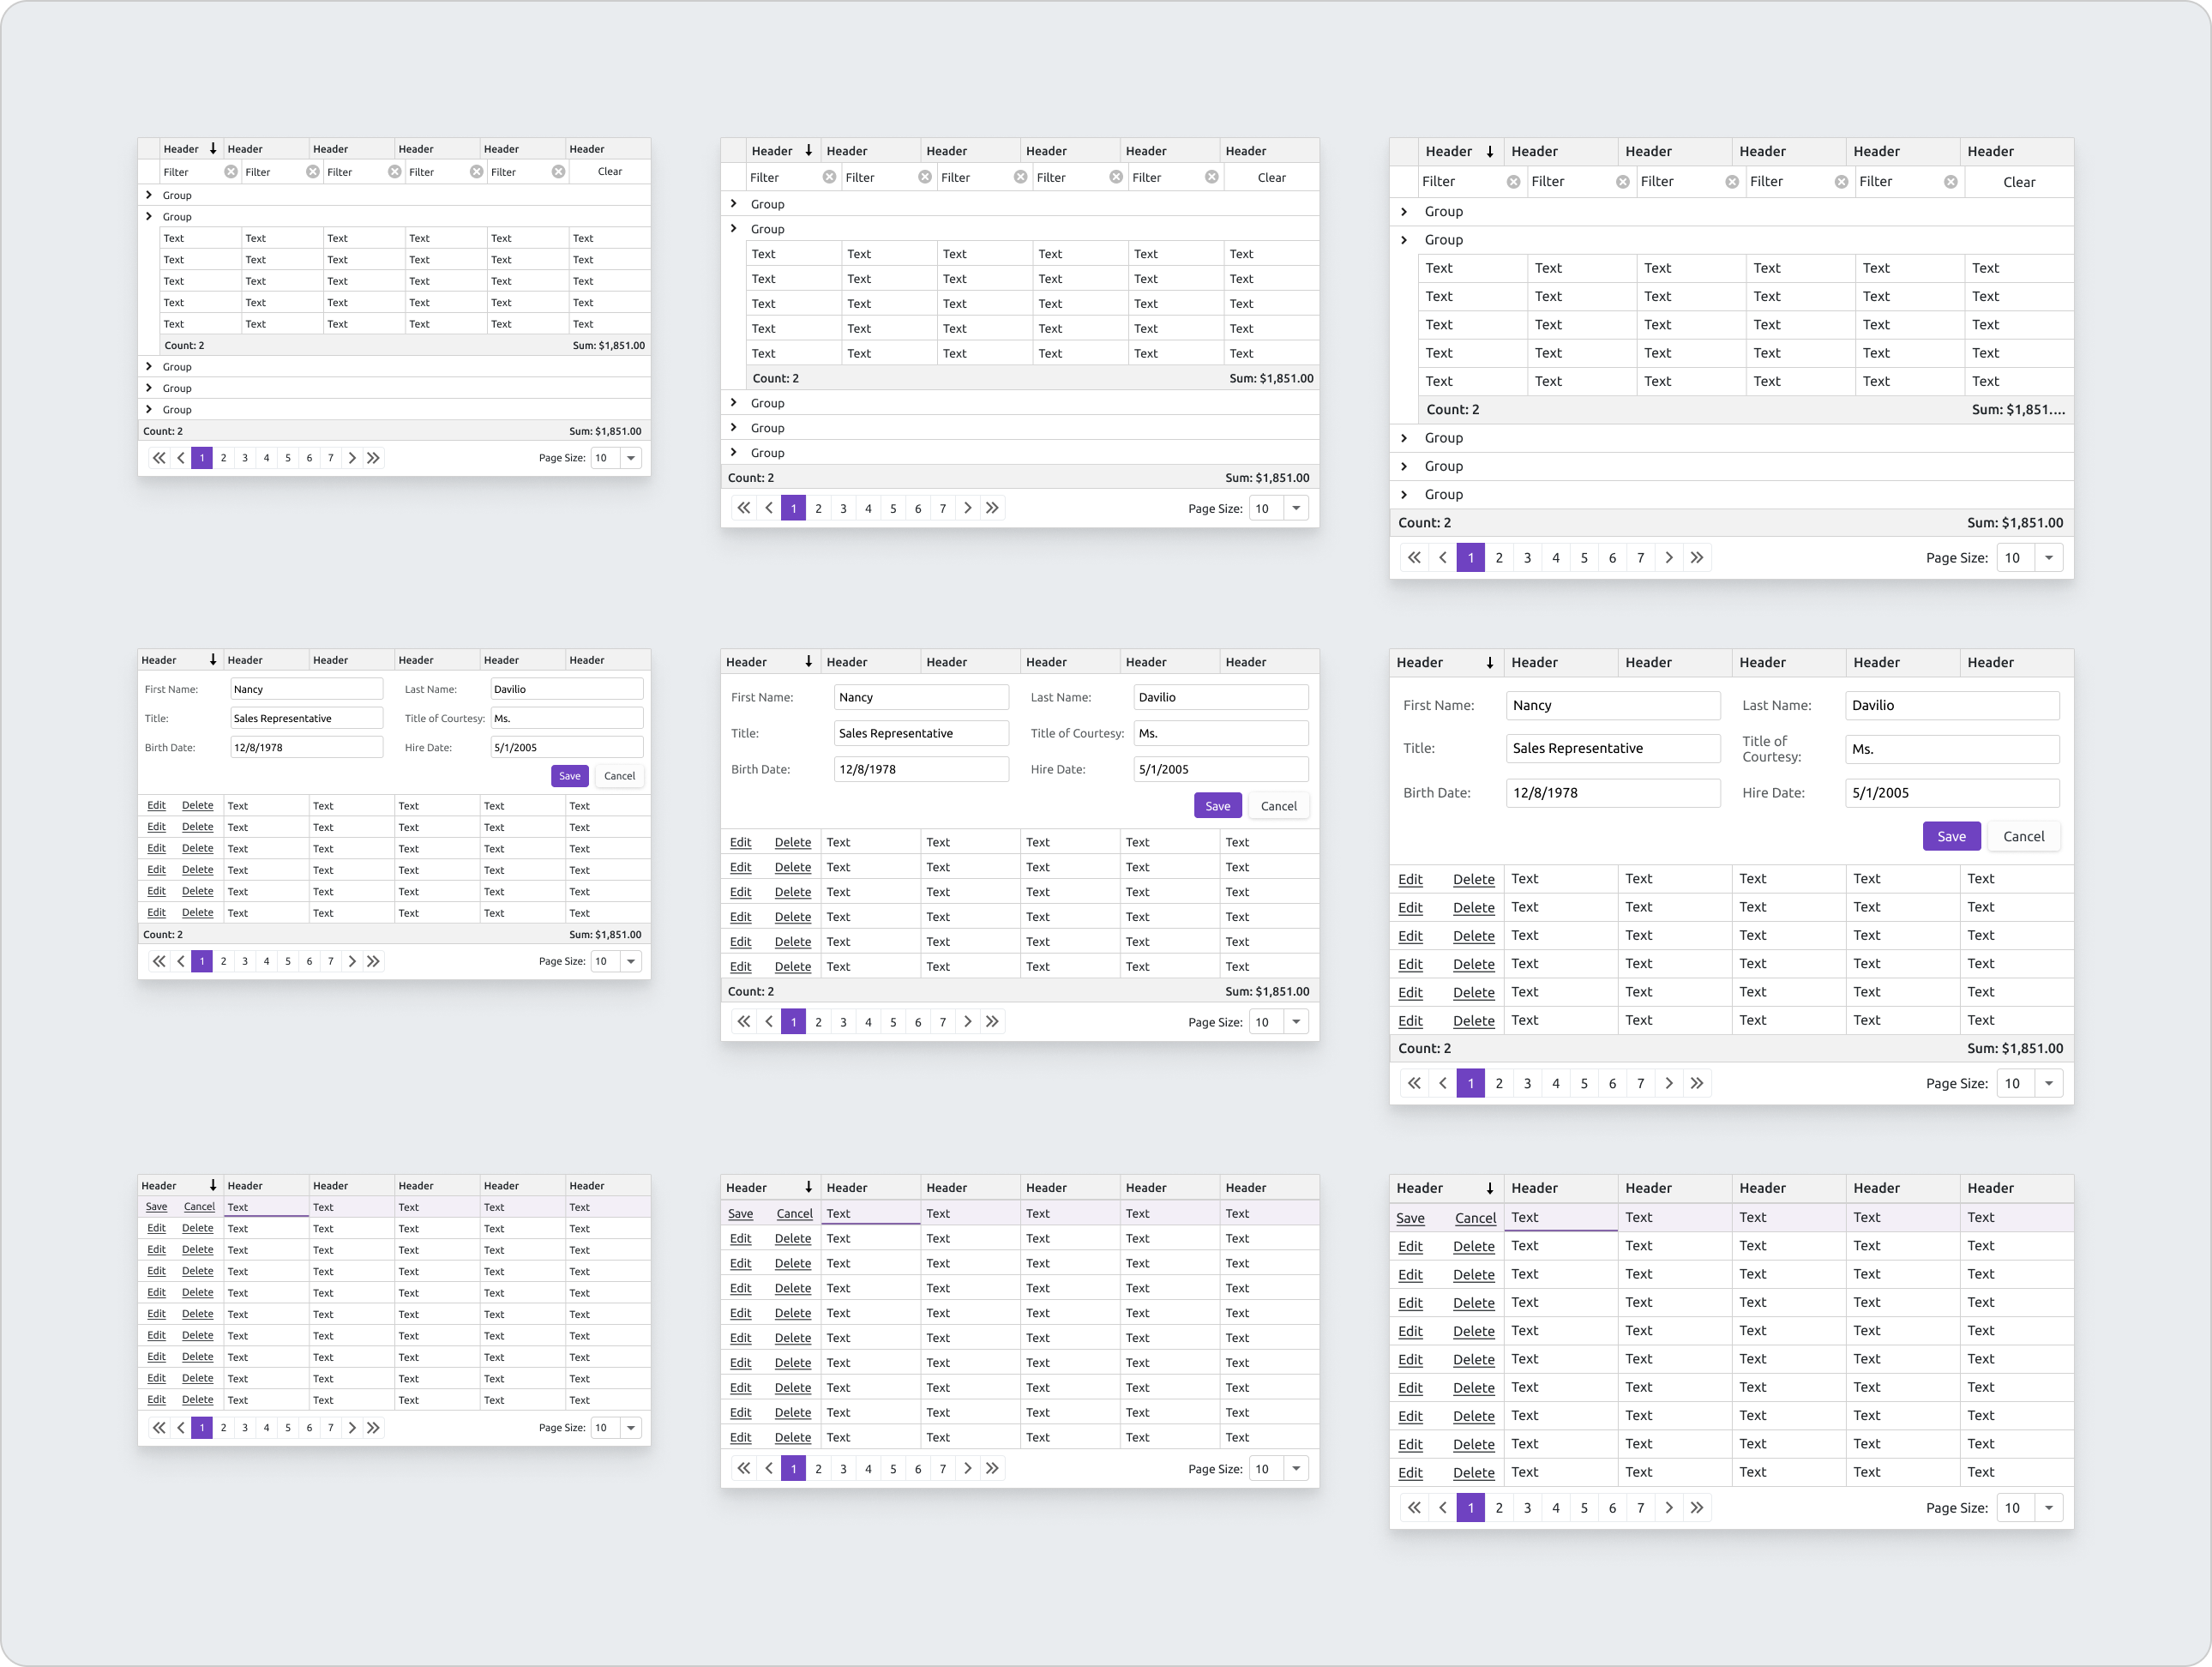 Header Header Header Header Header Header
Filter Filter Filter Filter Filter Clear
Group
Group
Text Text Text Text Text Text
Text Text Text Text Text Text
Text Text Text Text Text Text
Text Text Text Text Text Text
Text Text Text Text Text Text
Count: 2 Sum: $1,851.00
Group
Group
Group
Count: 2 Sum: $1,851.00
1 2 3 4 5 6 7 Page Size: 10
Header Header Header Header Header Header
Filter Filter Filter Filter Filter Clear
Group
Group
Text Text Text Text Text Text
Text Text Text Text Text Text
Text Text Text Text Text Text
Text Text Text Text Text Text
Text Text Text Text Text Text
Count: 2 Sum: $1,851.00
Group
Group
Group
Count: 2 Sum: $1,851.00
1 2 3 4 5 6 7 Page Size: 10
Header Header Header Header Header Header
Filter Filter Filter Filter Filter Clear
Group
Group
Text Text Text Text Text Text
Text Text Text Text Text Text
Text Text Text Text Text Text
Text Text Text Text Text Text
Text Text Text Text Text Text
Count: 2 Sum: $1,851....
Group
Group
Group
Count: 2 Sum: $1,851.00
1 2 3 4 5 6 7 Page Size: 10
Header Header Header Header Header Header
First Name: Nancy Last Name: Davilio
Title: Sales Representative Title of Courtesy: Ms.
Birth Date: 12/8/1978 Hire Date: 5/1/2005
Save Cancel
Edit Delete Text Text Text Text Text
Edit Delete Text Text Text Text Text
Edit Delete Text Text Text Text Text
Edit Delete Text Text Text Text Text
Edit Delete Text Text Text Text Text
Edit Delete Text Text Text Text Text
Count: 2 Sum: $1,851.00
1 2 3 4 5 6 7 Page Size: 10
Header Header Header Header Header Header
First Name: Nancy Last Name: Davilio
Title: Sales Representative Title of Courtesy: Ms.
Birth Date: 12/8/1978 Hire Date: 5/1/2005
Save Cancel
Edit Delete Text Text Text Text Text
Edit Delete Text Text Text Text Text
Edit Delete Text Text Text Text Text
Edit Delete Text Text Text Text Text
Edit Delete Text Text Text Text Text
Edit Delete Text Text Text Text Text
Count: 2 Sum: $1,851.00
1 2 3 4 5 6 7 Page Size: 10
Header Header Header Header Header Header
First Name: Nancy Last Name: Davilio
Title: Sales Representative Title of
Courtesy: Ms.
Birth Date: 12/8/1978 Hire Date: 5/1/2005
Save Cancel
Edit Delete Text Text Text Text Text
Edit Delete Text Text Text Text Text
Edit Delete Text Text Text Text Text
Edit Delete Text Text Text Text Text
Edit Delete Text Text Text Text Text
Edit Delete Text Text Text Text Text
Count: 2 Sum: $1,851.00
1 2 3 4 5 6 7 Page Size: 10
Header Header Header Header Header Header
Save Cancel Text Text Text Text Text
Edit Delete Text Text Text Text Text
Edit Delete Text Text Text Text Text
Edit Delete Text Text Text Text Text
Edit Delete Text Text Text Text Text
Edit Delete Text Text Text Text Text
Edit Delete Text Text Text Text Text
Edit Delete Text Text Text Text Text
Edit Delete Text Text Text Text Text
Edit Delete Text Text Text Text Text
1 2 3 4 5 6 7 Page Size: 10
Header Header Header Header Header Header
Save Cancel Text Text Text Text Text
Edit Delete Text Text Text Text Text
Edit Delete Text Text Text Text Text
Edit Delete Text Text Text Text Text
Edit Delete Text Text Text Text Text
Edit Delete Text Text Text Text Text
Edit Delete Text Text Text Text Text
Edit Delete Text Text Text Text Text
Edit Delete Text Text Text Text Text
Edit Delete Text Text Text Text Text
1 2 3 4 5 6 7 Page Size: 10
Header Header Header Header Header Header
Save Cancel Text Text Text Text Text
Edit Delete Text Text Text Text Text
Edit Delete Text Text Text Text Text
Edit Delete Text Text Text Text Text
Edit Delete Text Text Text Text Text
Edit Delete Text Text Text Text Text
Edit Delete Text Text Text Text Text
Edit Delete Text Text Text Text Text
Edit Delete Text Text Text Text Text
Edit Delete Text Text Text Text Text
1 2 3 4 5 6 7 Page Size: 10